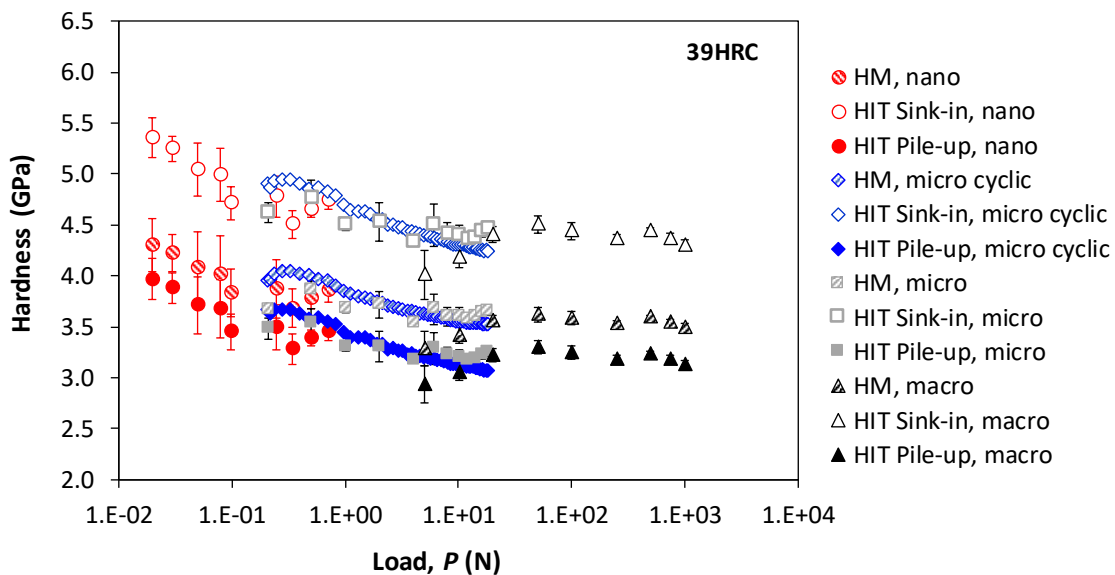 39HRC
Hardness (GPa)
6.5
6.0
5.5
5.0
4.5
4.0
3.5
3.0
2.5
2.0
1.E-02 1.E-01 1.E+00 1.E+01 1.E+02 1.E+03 1.E+04
Load, P (N)
HM, nano
HIT Sink-in, nano
HIT Pile-up, nano
HM, micro cyclic
HIT Sink-in, micro cyclic
HIT Pile-up, micro cyclic
HM, micro
HIT Sink-in, micro
HIT Pile-up, micro
HM, macro
HIT Sink-in, macro
HIT Pile-up, macro